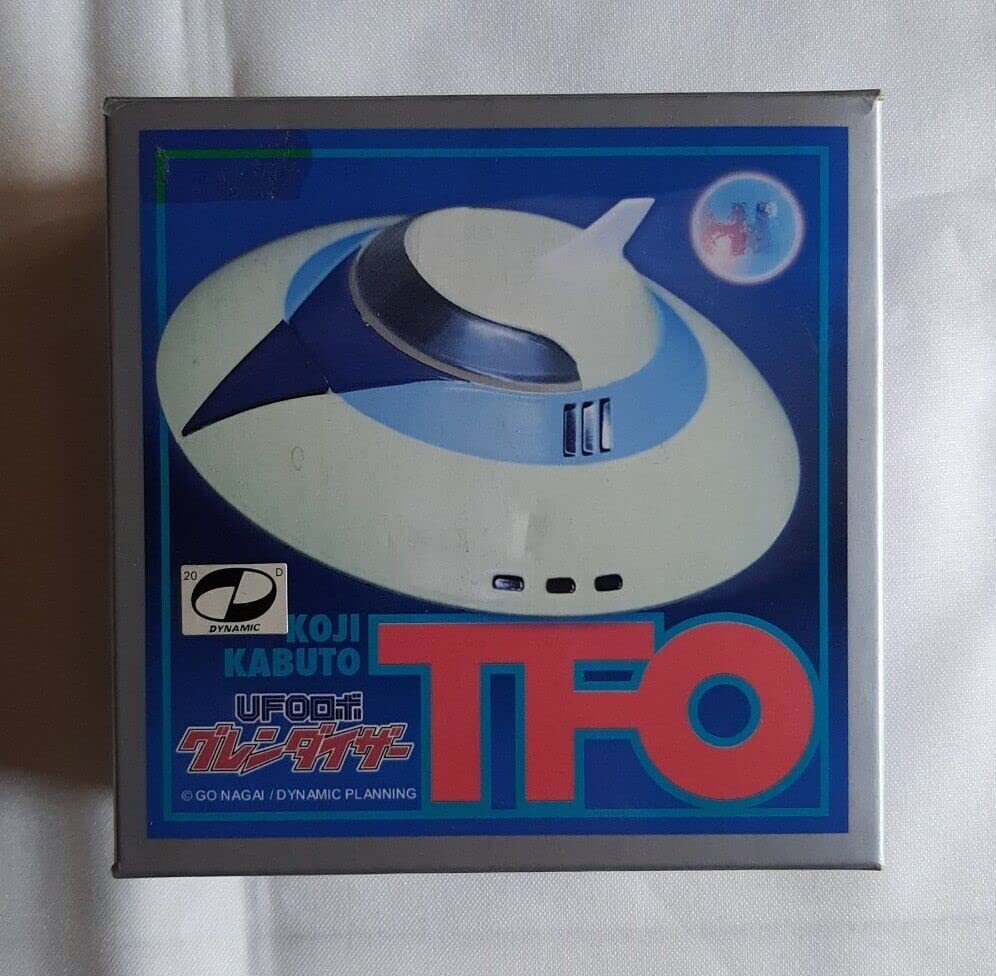 20 D
DYNAMIC
KOJI
KABUTO
TFO
UFOロボ
グレンダイザー
© GO NAGAI / DYNAMIC PLANNING